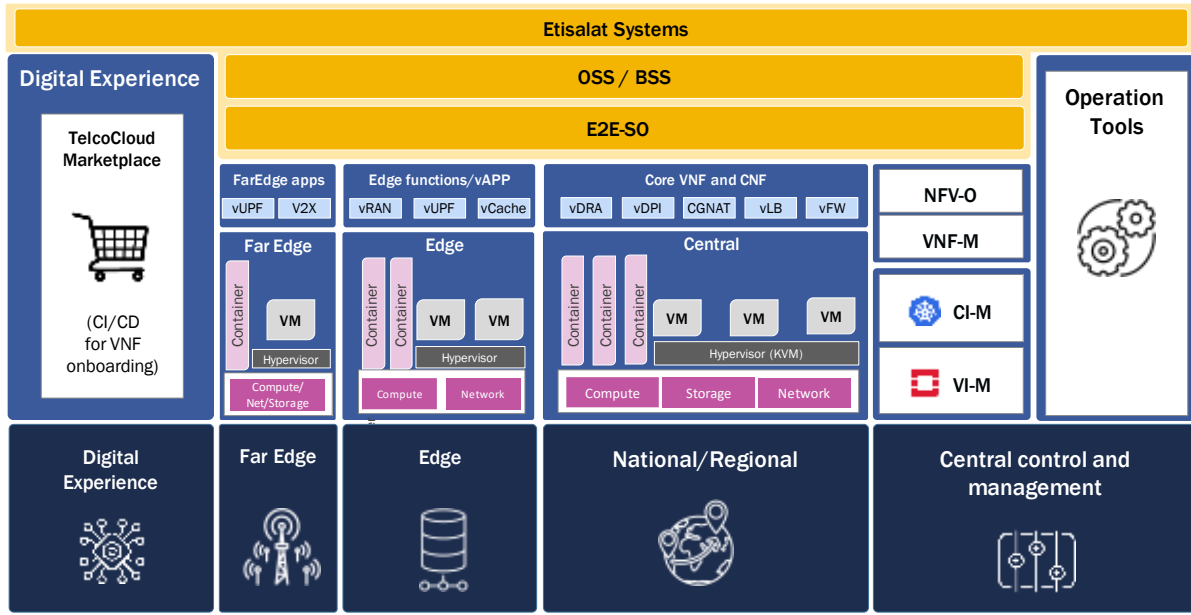 Etisalat Systems
Digital Experience
OSS / BSS
E2E-SO
Operation
Tools
TelcoCloud
Marketplace
(CI/CD
for VNF
onboarding)
FarEdge apps
vUPF
V2X
Edge functions/vAPP
vRAN
vUPF
vCache
Core VNF and CNF
vDRA
vDPI
CGNAT
vLB
vFW
NFV-O
VNF-M
Far Edge
Container
VM
Hypervisor
Compute/
Net/Storage
Edge
Container
Container
VM
VM
Hypervisor
Compute
Network
Central
Container
Container
Container
VM
VM
VM
Hypervisor (KVM)
Compute
Storage
Network
CI-M
VI-M
Digital
Experience
Far Edge
Edge
National/Regional
Central control and
management